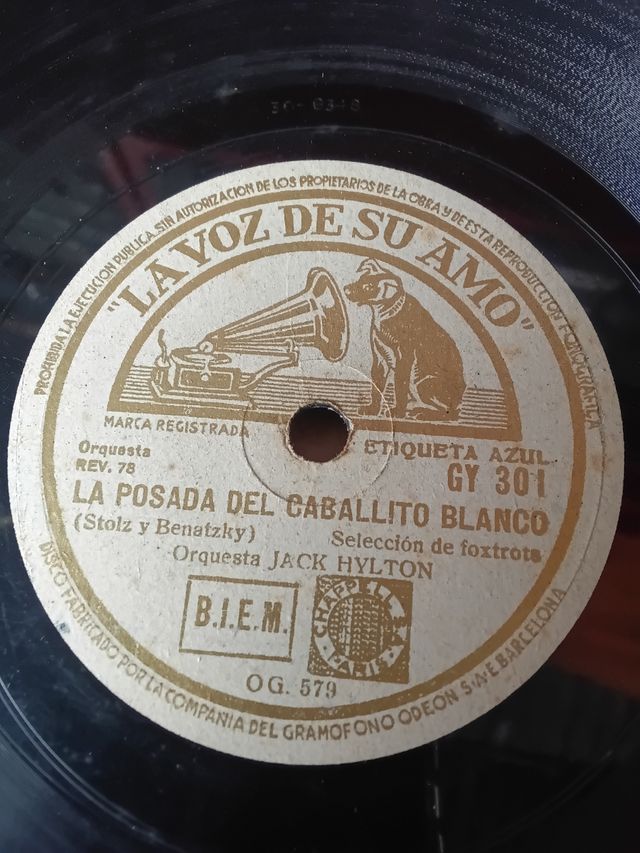 30-9348
PROHIBIDA LA EJECUCION PUBLICA SIN AUTORIZACION DE LOS PROPIETARIOS DE LA OBRA Y DE ESTA REPRODUCCION FONOGRAFICA
"LA VOZ DE SU AMO"
MARCA REGISTRADA
Orquesta
REV. 78
ETIQUETA AZUL
GY 301
LA POSADA DEL CABALLITO BLANCO
(Stolz y Benatzky)
Selección de foxtrots
Orquesta JACK HYLTON
B.I.E.M.
CHAPPELL
PARIS
OG. 579
DISCO FABRICADO POR LA COMPAÑIA DEL GRAMOFONO ODEON S.A.E BARCELONA